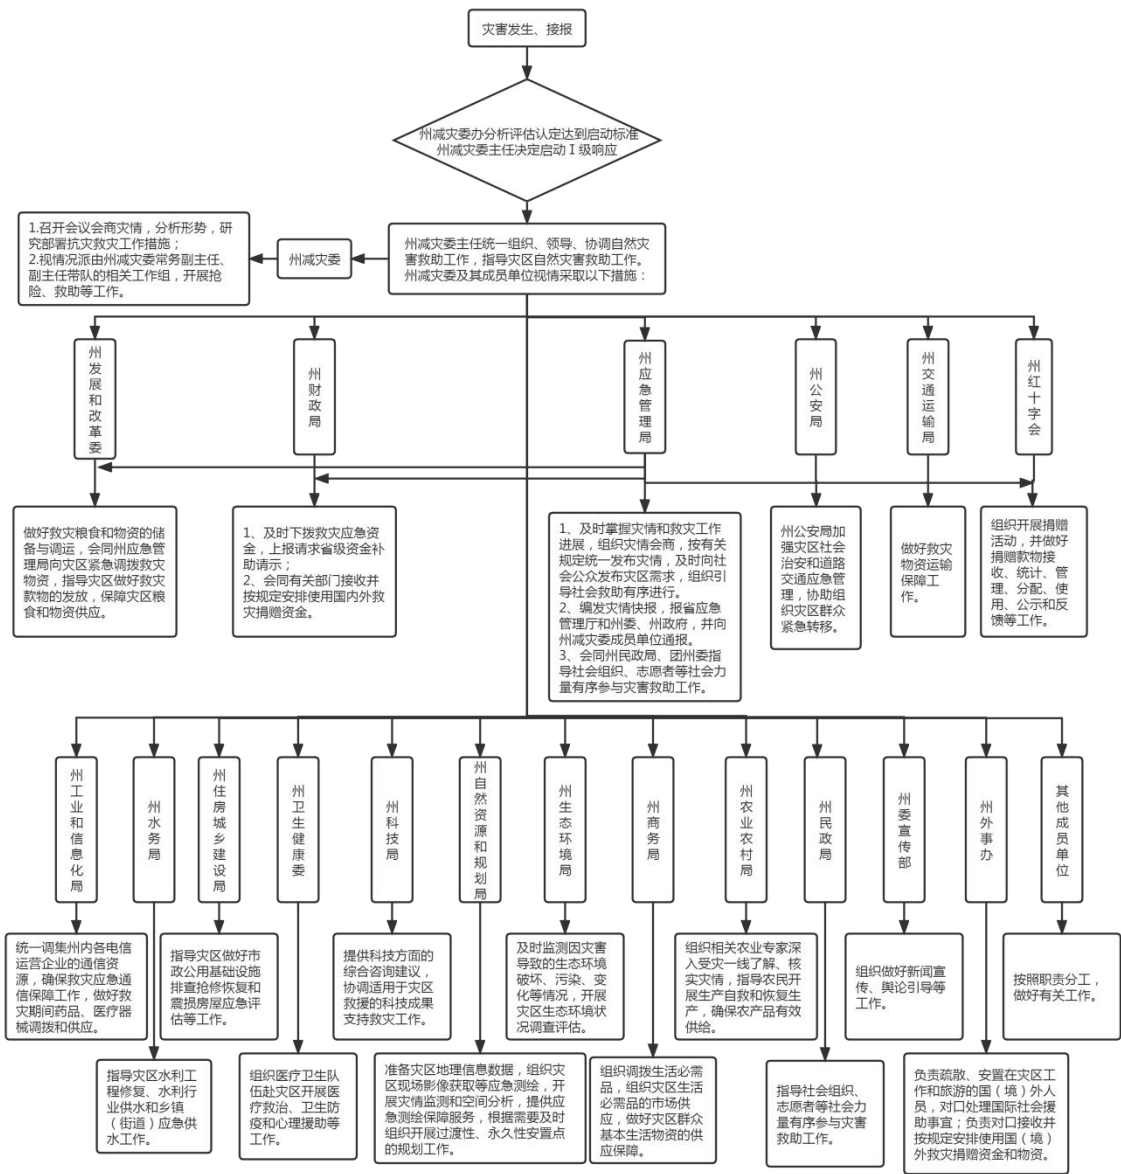 灾害发生、接报
州减灾委办分析评估认定达到启动标准
州减灾委主任决定启动Ⅰ级响应
1.召开会议会商灾情，分析形势，研
究部署抗灾救灾工作措施；
2.视情况派由州减灾委常务副主任、
副主任带队的相关工作组，开展抢
险、救助等工作。
州减灾委
州减灾委主任统一组织、领导、协调自然灾
害救助工作，指导灾区自然灾害救助工作。
州减灾委及其成员单位视情采取以下措施：
州发展和改革委
州财政局
州应急管理局
州公安局
州交通运输局
州红十字会
做好救灾粮食和物资的储
备与调运，会同州应急管
理局向灾区紧急调拨救灾
物资，指导灾区做好救灾
款物的发放，保障灾区粮
食和物资供应。
1、及时下拨救灾应急资
金，上报请求省级资金补
助请示；
2、会同有关部门接收并
按规定安排使用国内外救
灾捐赠资金。
1、及时掌握灾情和救灾工作
进展，组织灾情会商，按有关
规定统一发布灾情，及时向社
会公众发布灾区需求，组织引
导社会救助有序进行。
2、编发灾情快报，报省应急
管理厅和州委、州政府，并向
州减灾委成员单位通报。
3、会同州民政局、团州委指
导社会组织、志愿者等社会力
量有序参与灾害救助工作。
州公安局加
强灾区社会
治安和道路
交通应急管
理，协助组
织灾区群众
紧急转移。
做好救灾
物资运输
保障工
作。
组织开展捐赠
活动，并做好
捐赠款物接
收、统计、管
理、分配、使
用、公示和反
馈等工作。
州工业和信息化局
州水务局
州住房城乡建设局
州卫生健康委
州科技局
州自然资源和规划局
州生态环境局
州商务局
州农业农村局
州民政局
州委宣传部
州外事办
其他成员单位
统一调集州内各电信
运营企业的通信资
源，确保救灾应急通
信保障工作，做好救
灾期间药品、医疗器
械调拨和供应。
指导灾区做好市
政公用基础设施
排查抢修恢复和
震损房屋应急评
估等工作。
提供科技方面的
综合咨询建议，
协调适用于灾区
救援的科技成果
支持救灾工作。
及时监测因灾害
导致的生态环境
破坏、污染、变
化等情况，开展
灾区生态环境状
况调查评估。
组织相关农业专家深
入受灾一线了解、核
实灾情，指导农民开
展生产自救和恢复生
产，确保农产品有效
供给。
组织做好新闻宣
传、舆论引导等
工作。
按照职责分工，
做好有关工作。
指导灾区水利工
程修复、水利行
业供水和乡镇
（街道）应急供
水工作。
组织医疗卫生队
伍赴灾区开展医
疗救治、卫生防
疫和心理援助等
工作。
准备灾区地理信息数据，组织灾
区现场影像获取等应急测绘，开
展灾情监测和空间分析，提供应
急测绘保障服务，根据需要及时
组织开展过渡性、永久性安置点
的规划工作。
组织调拨生活必需
品，组织灾区生活
必需品的市场供
应，做好灾区群众
基本生活物资的供
应保障。
指导社会组织、
志愿者等社会力
量有序参与灾害
救助工作。
负责疏散、安置在灾区工
作和旅游的国（境）外人
员，对口处理国际社会援
助事宜；负责对口接收并
按规定安排使用国（境）
外救灾捐赠资金和物资。